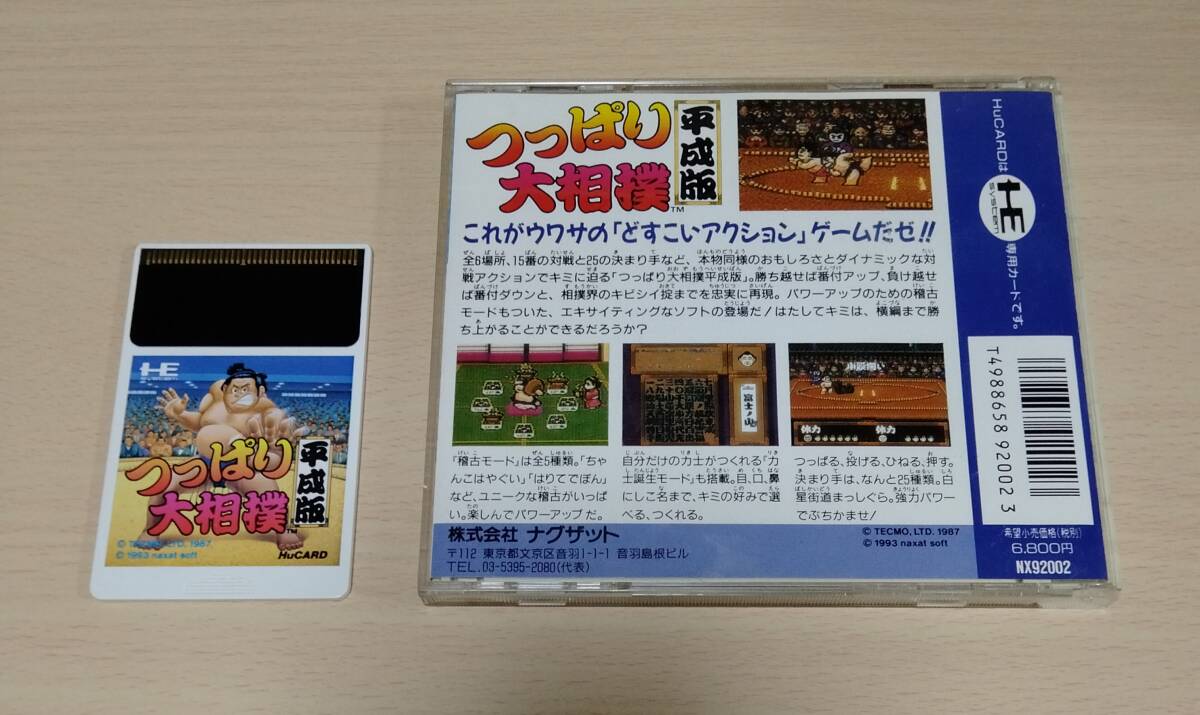 HE
SYSTEM
つっぱり
大相撲
平成版
™
© TECMO, LTD. 1987
© 1993 naxat soft
HuCARD
つっぱり
大相撲
平成版
™
これがウワサの「どすこいアクション」ゲームだゼ!!
全6場所、15番の対戦と25の決まり手など、本物同様のおもしろさとダイナミックな対
戦アクションでキミに迫る「つっぱり大相撲平成版」。勝ち越せば番付アップ、負け越せ
ば番付ダウンと、相撲界のキビシイ掟までを忠実に再現。パワーアップのための稽古
モードもついた、エキサイティングなソフトの登場だ!はたしてキミは、横綱まで勝
ち上がることができるだろうか?
富士ノ山
体力
体力
「稽古モード」は全5種類。「ちゃ
んこはやぐい」「はりてでぽん」
など、ユニークな稽古がいっぱ
い。楽しんでパワーアップだ。
自分だけの力士がつくれる「力
士誕生モード」も搭載。目、口、鼻
にしこ名まで、キミの好みで選
べる、つくれる。
つっぱる、投げる、ひねる、押す。
決まり手は、なんと25種類。白
星街道まっしぐら。強力パワー
でぶちかませ!
株式会社 ナグザット
〒112 東京都文京区音羽1-1-1 音羽島根ビル
TEL.03-5395-2080(代表)
© TECMO, LTD. 1987
© 1993 naxat soft
HuCARDは
HE
system
専用カードです。
T4988658920023
希望小売価格(税別)
6,800円
NX92002